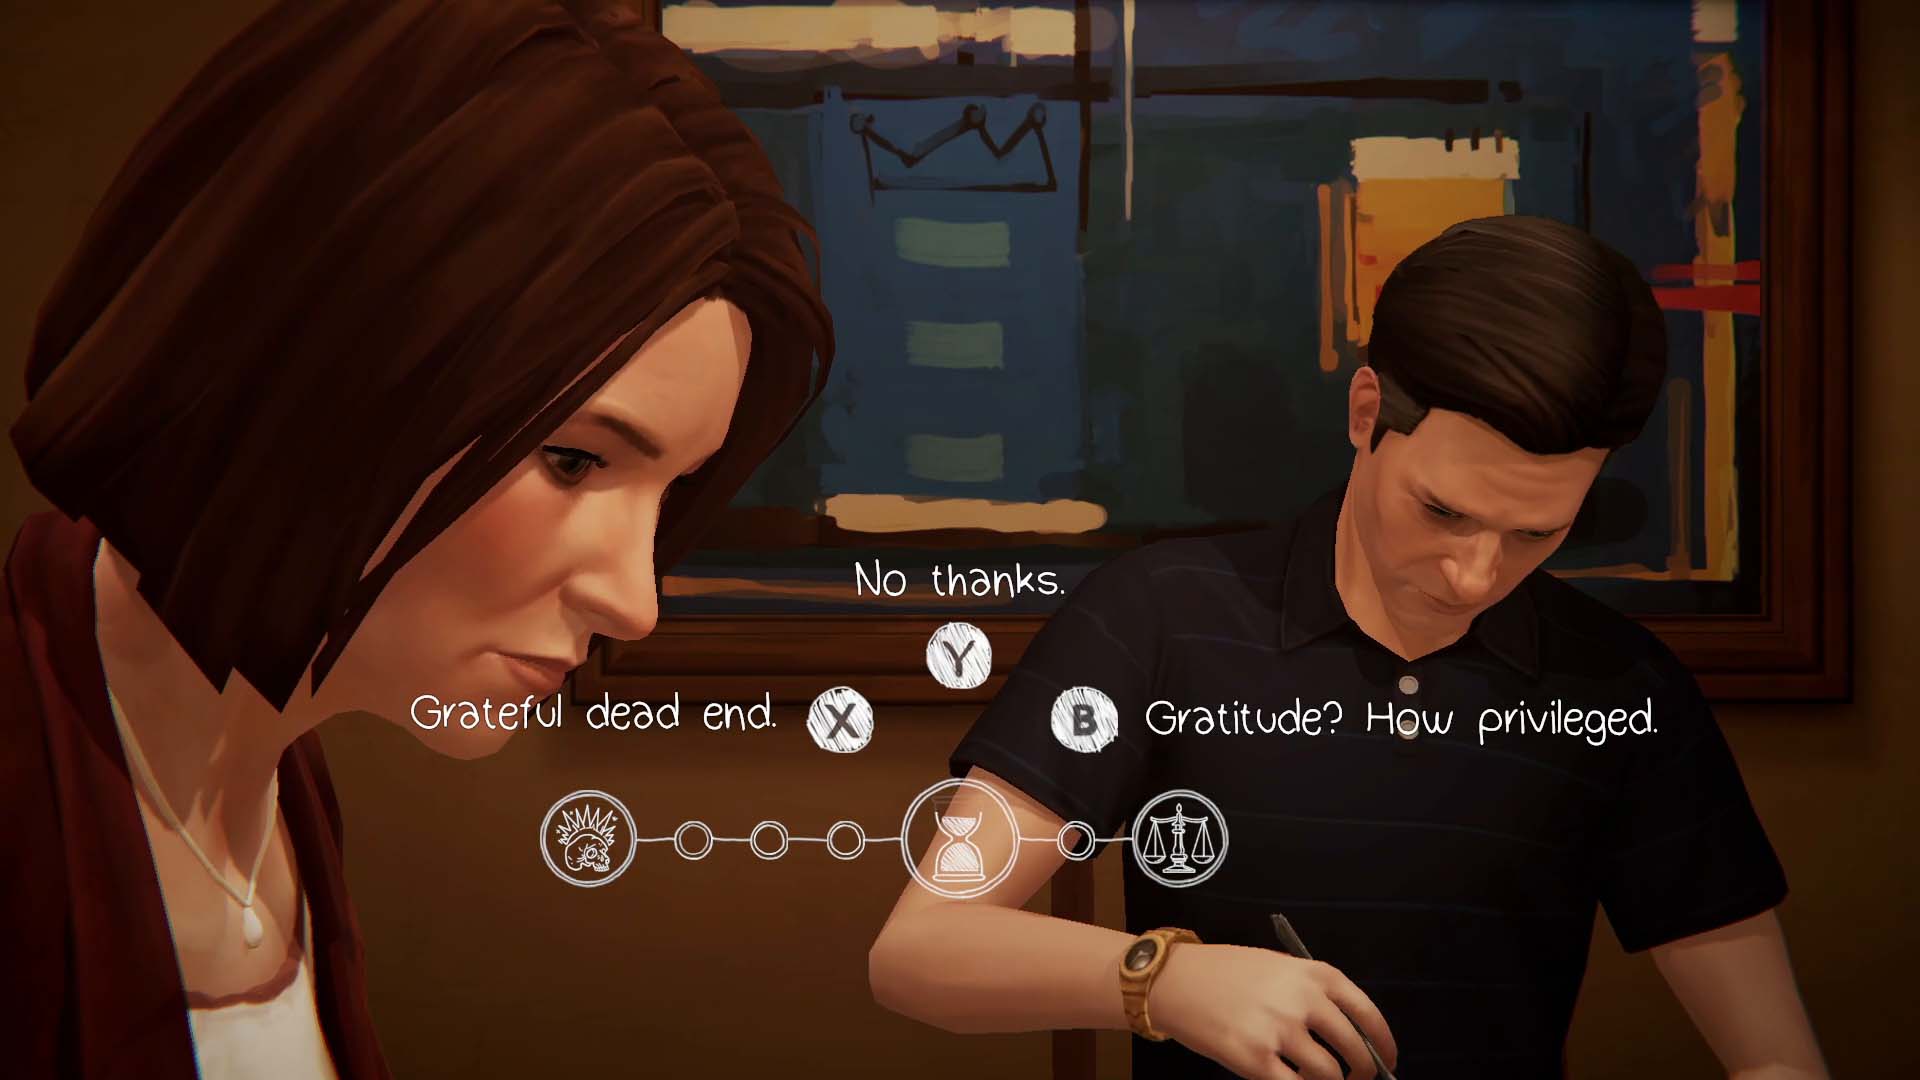 No thanks.
Y
Grateful dead end.
X
B
Gratitude? How privileged.